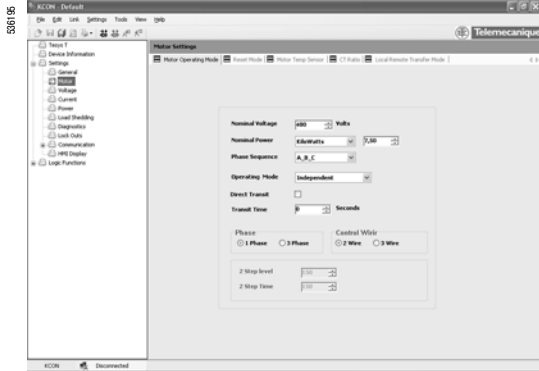 536195
KCON - Default
File Edit Link Settings Tools View Help
Telemecanique
Tesys T
Device Information
Settings
General
Motor
Voltage
Current
Power
Load Shedding
Diagnostics
Lock Outs
Communication
HMI Display
Logic Functions
Motor Settings
Motor Operating Mode Reset Mode Motor Temp Sensor CT Ratio Local Remote Transfer Mode
Nominal Voltage 480 Volts
Nominal Power KiloWatts 7,50
Phase Sequence A_B_C
Operating Mode Independent
Direct Transit
Transit Time 0 Seconds
Phase
1 Phase 3 Phase
Control Wirir
2 Wire 3 Wire
2 Step level 150
2 Step Time
KCON Disconnected